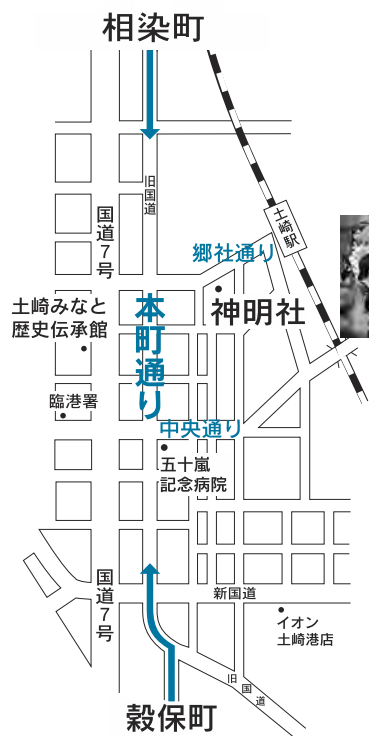 相染町
旧国道
国道7号
土崎駅
郷社通り
神明社
土崎みなと
歴史伝承館
本町通り
臨港署
中央通り
五十嵐
記念病院
国道7号
新国道
イオン
土崎港店
旧国道
穀保町